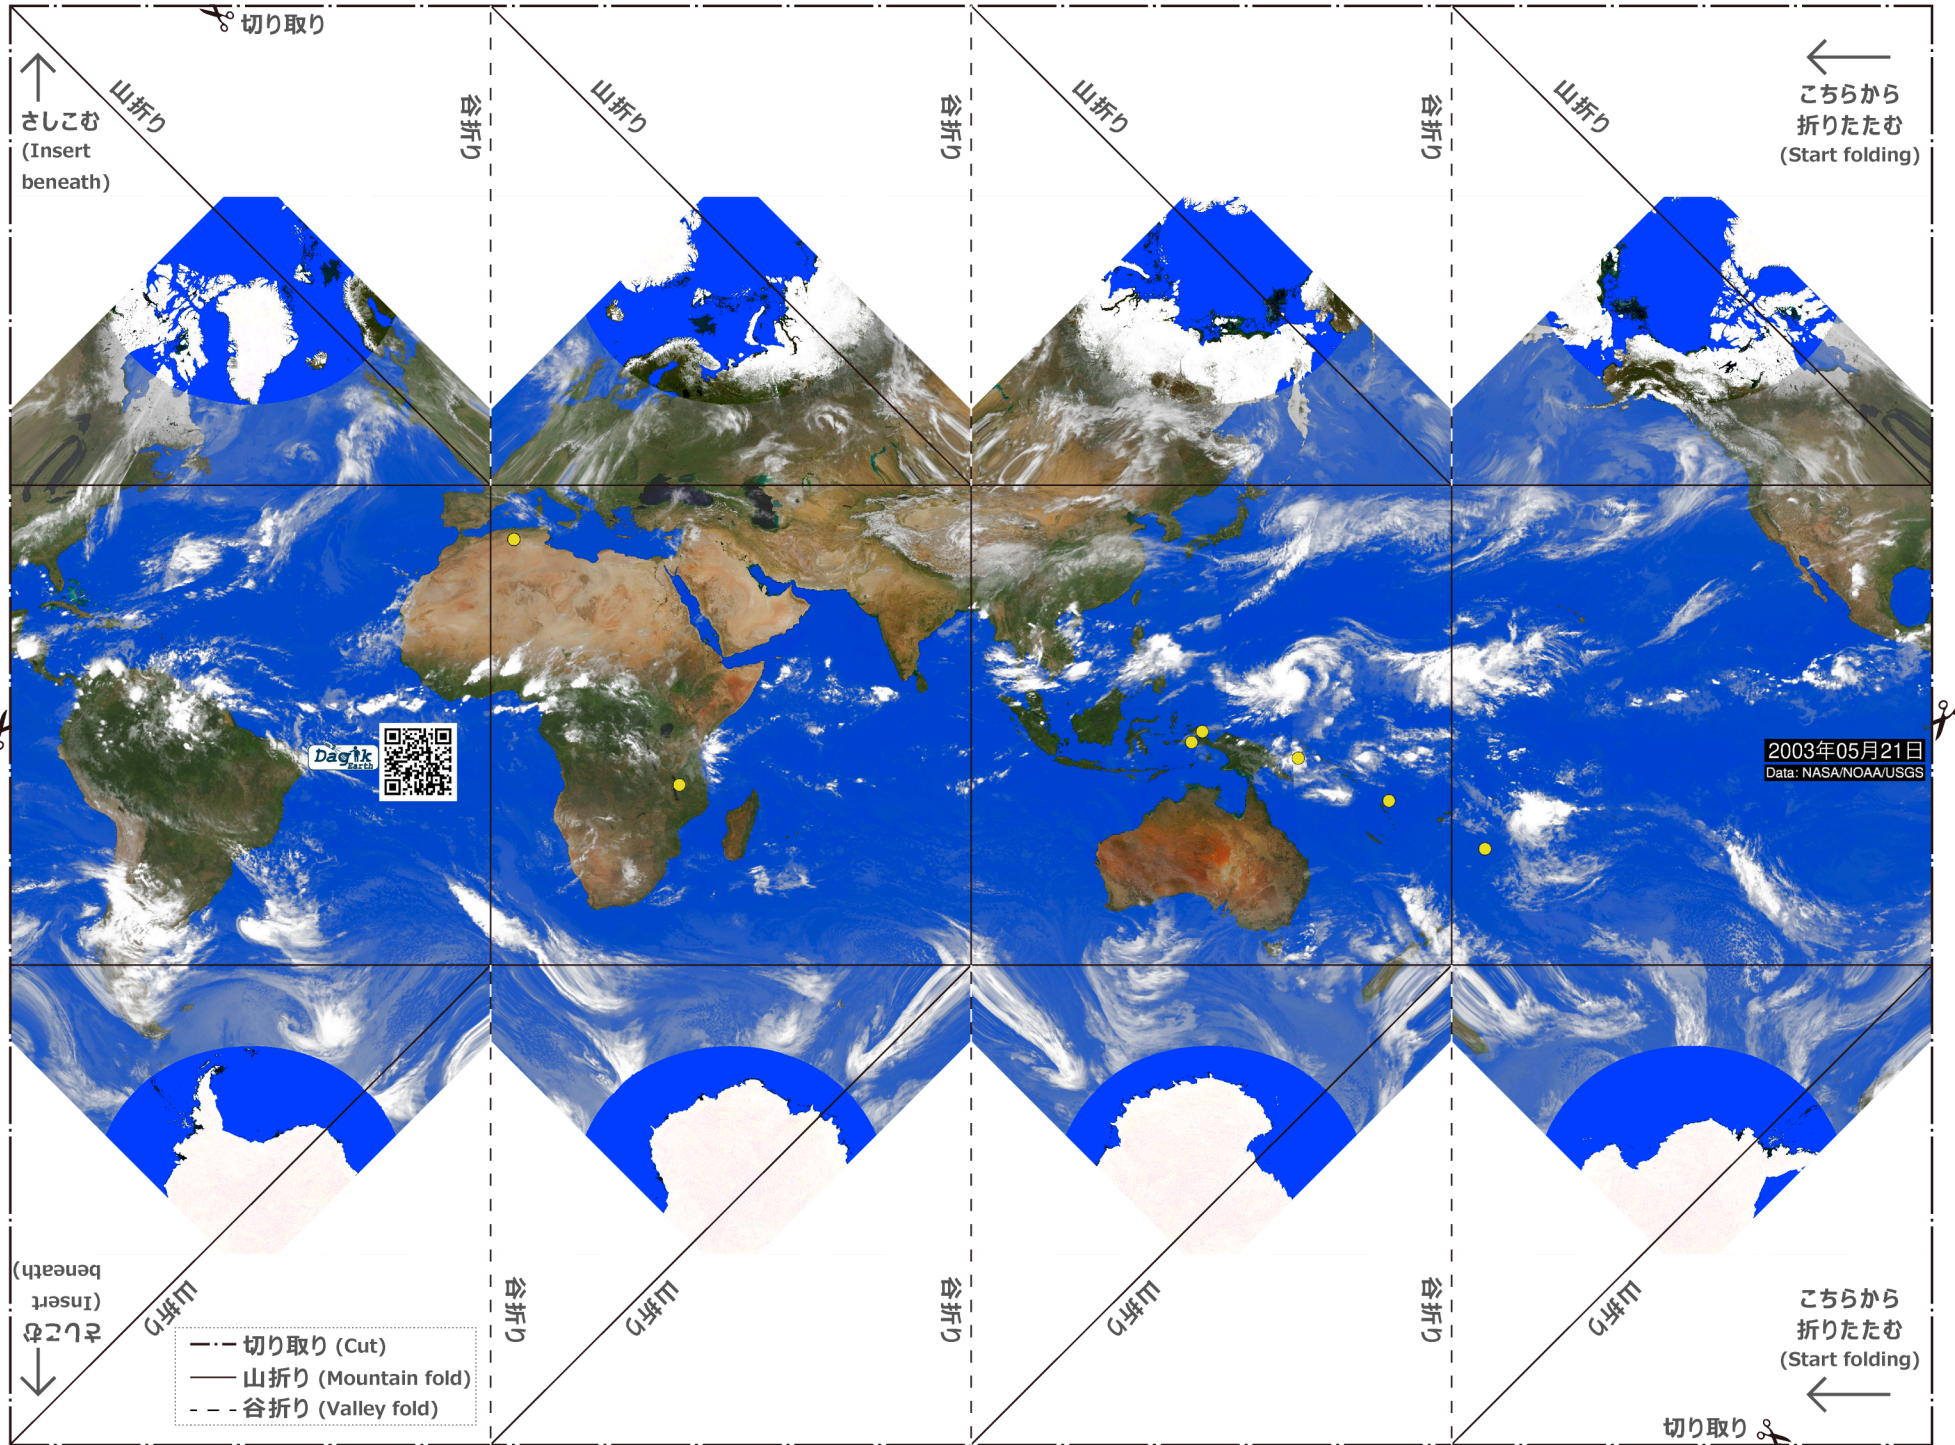 切り取り
さしこむ
(Insert
beneath)
山折り
谷折り
山折り
谷折り
山折り
谷折り
山折り
こちらから
折りたたむ
(Start folding)
Dagik
Earth
2003年05月21日
Data: NASA/NOAA/USGS
さしこむ
(Insert
beneath)
山折り
谷折り
山折り
谷折り
山折り
谷折り
山折り
こちらから
折りたたむ
(Start folding)
切り取り (Cut)
山折り (Mountain fold)
谷折り (Valley fold)
切り取り